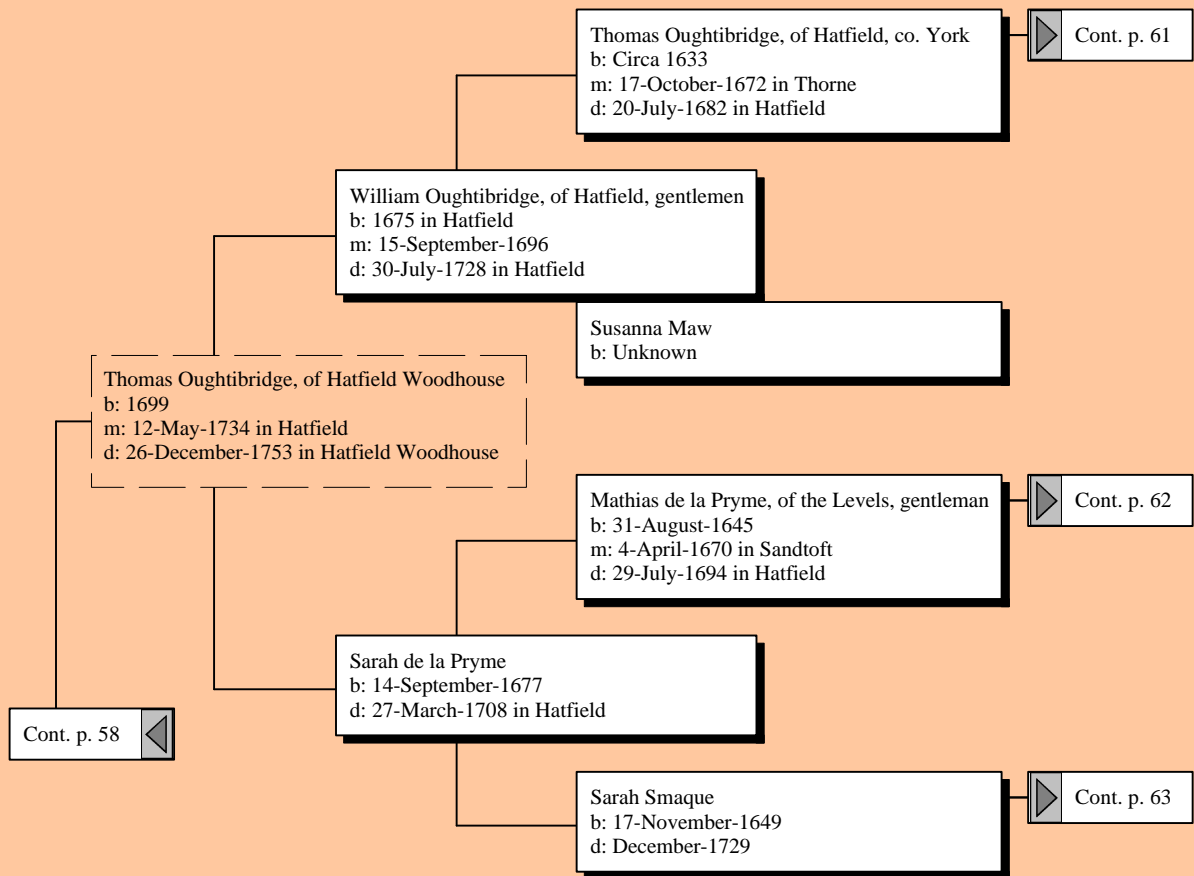 Thomas Oughtibridge, of Hatfield, co. York
b: Circa 1633
m: 17-October-1672 in Thorne
d: 20-July-1682 in Hatfield
Cont. p. 61
William Oughtibridge, of Hatfield, gentlemen
b: 1675 in Hatfield
m: 15-September-1696
d: 30-July-1728 in Hatfield
Susanna Maw
b: Unknown
Thomas Oughtibridge, of Hatfield Woodhouse
b: 1699
m: 12-May-1734 in Hatfield
d: 26-December-1753 in Hatfield Woodhouse
Mathias de la Pryme, of the Levels, gentleman
b: 31-August-1645
m: 4-April-1670 in Sandtoft
d: 29-July-1694 in Hatfield
Cont. p. 62
Sarah de la Pryme
b: 14-September-1677
d: 27-March-1708 in Hatfield
Cont. p. 58
Sarah Smaque
b: 17-November-1649
d: December-1729
Cont. p. 63